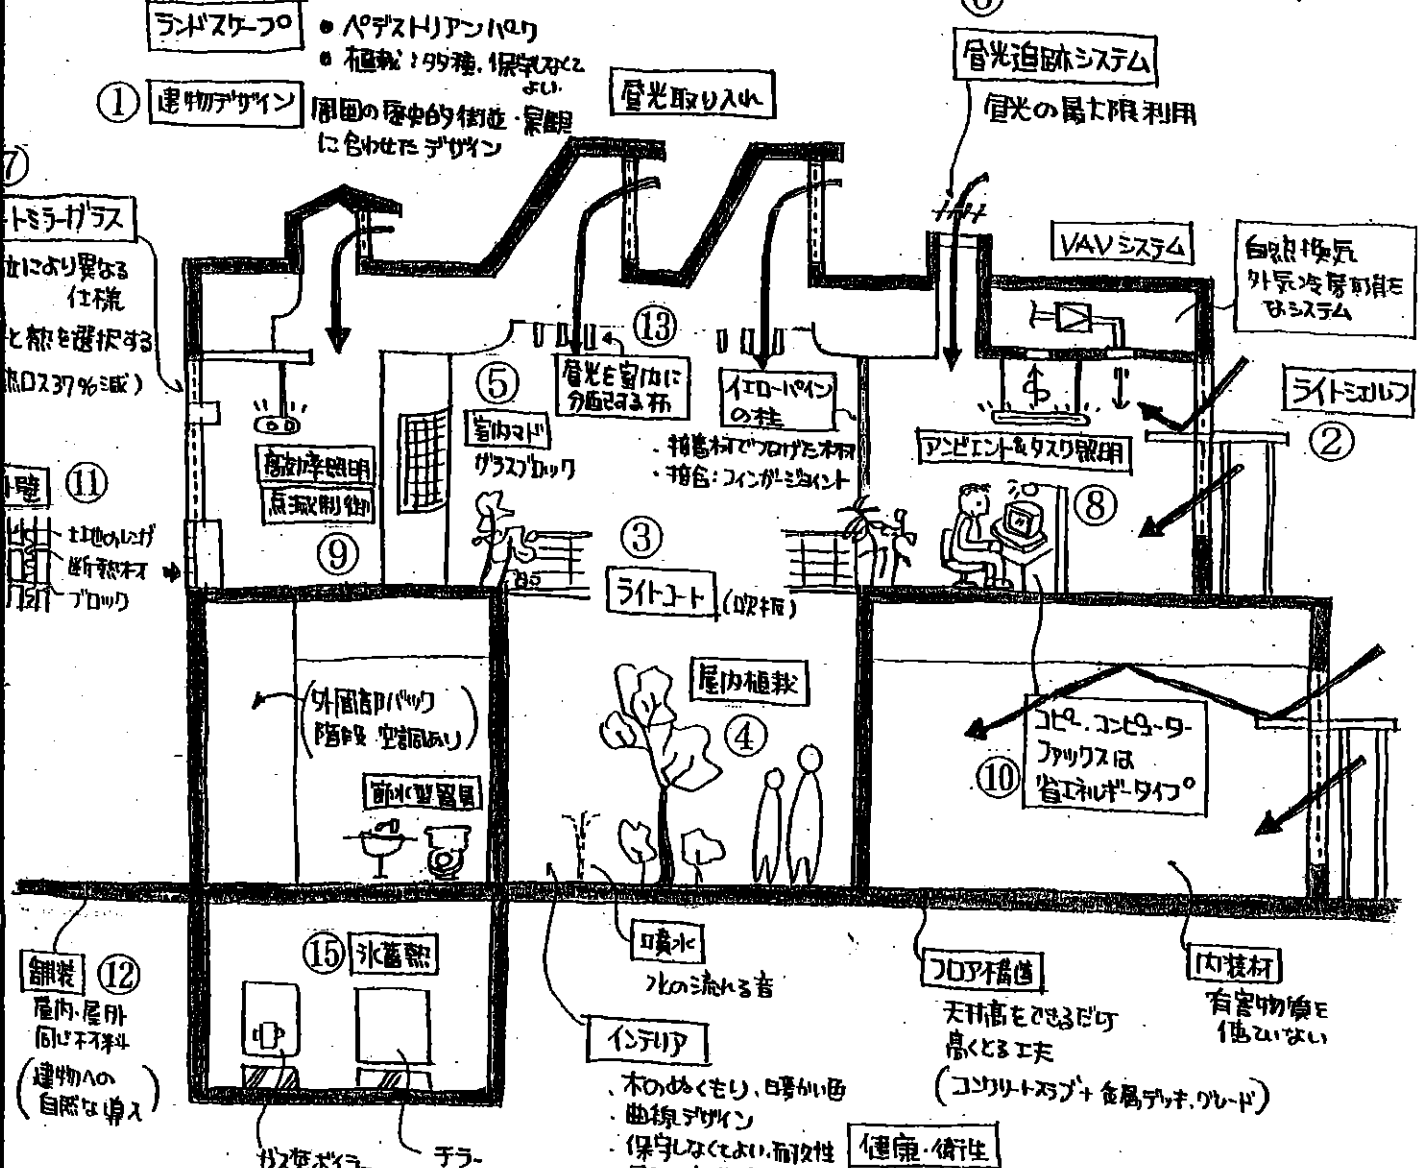 ランドスケープ
• ペデストリアンパーク
• 植栽：多種、保守しなくて
よい
昼光追跡システム
昼光の最大限利用
① 建物デザイン
周囲の歴史的街並・景観
に合わせたデザイン
昼光取り入れ
⑦
ートミラーガラス
位により異なる
仕様
と熱を選択する
熱ロス37%減）
VAVシステム
自然換気
外気冷房可能
なシステム
⑬
昼光を室内に
分配する杯
⑤
室内マド
ガラスブロック
イエローパイン
の柱
・接着材でつなげた木材
・接合：フィンガージョイント
ライトシェルフ
②
アンビエント&タスク照明
⑧
高効率照明
点滅制御
⑨
外壁 ⑪
土地のレンガ
断熱材
ブロック
③
ライトコート(吹抜)
(外周部バック
階段 空調あり)
節水型器具
屋内植栽
④
⑩
コピー、コンピューター
ファックスは
省エネルギータイプ
舗装 ⑫
屋内・屋外
同じ材料
(建物への
自然な導入)
⑮ 氷蓄熱
噴水
水の流れる音
インテリア
・木のぬくもり、暖かい色
・曲線デザイン
・保守しなくてよい、耐久性
フロア構造
天井高をできるだけ
高くとる工夫
(コンクリートスラブ+金属デッキ、グレード)
内装材
有害物質を
使っていない
健康・衛生
チラー